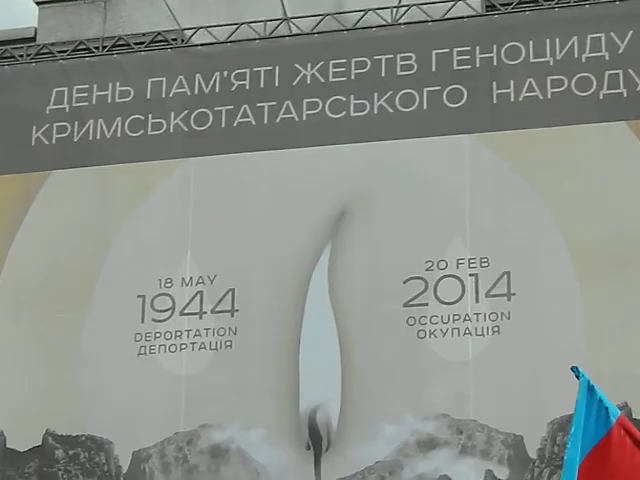 ДЕНЬ ПАМ'ЯТІ ЖЕРТВ ГЕНОЦИДУ
КРИМСЬКОТАТАРСЬКОГО НАРОДУ
18 MAY
1944
DEPORTATION
ДЕПОРТАЦІЯ
20 FEB
2014
OCCUPATION
ОКУПАЦІЯ